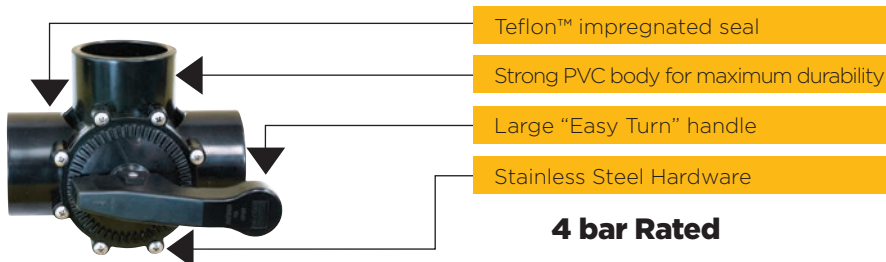 Teflon™ impregnated seal
Strong PVC body for maximum durability
Large “Easy Turn” handle
Stainless Steel Hardware
4 bar Rated